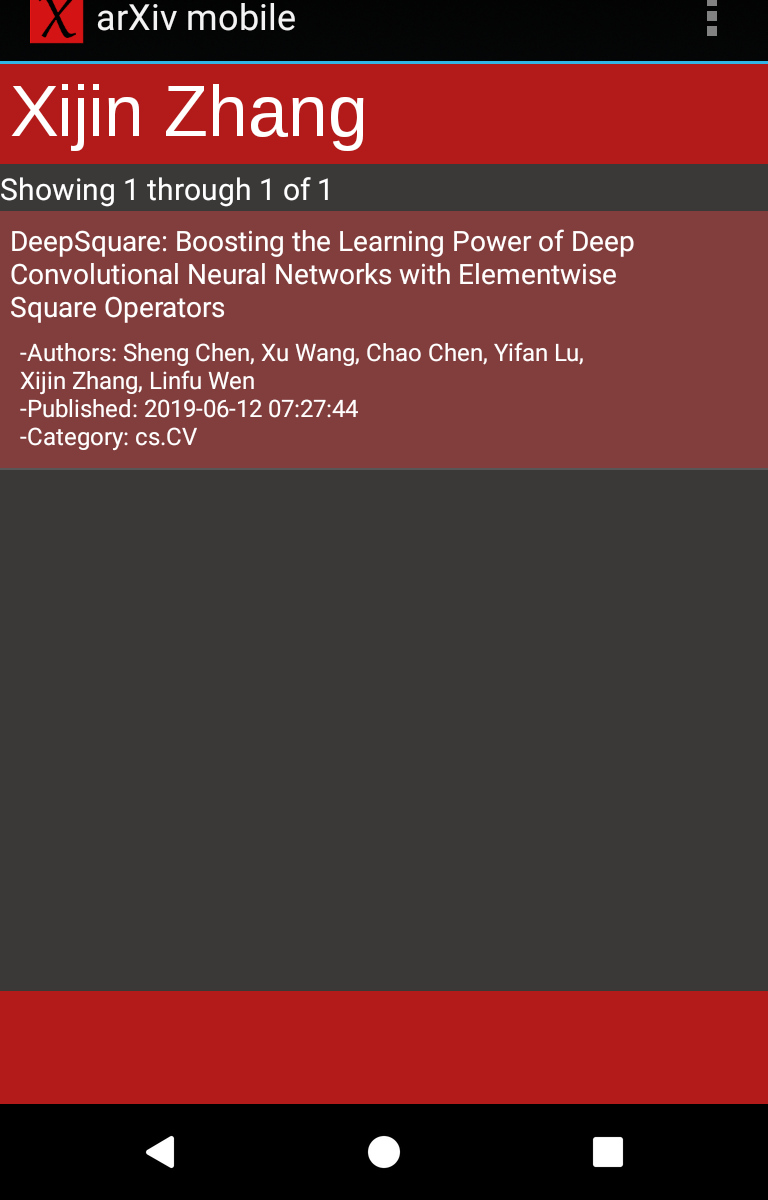 X arXiv mobile
Xijin Zhang
Showing 1 through 1 of 1
DeepSquare: Boosting the Learning Power of Deep
Convolutional Neural Networks with Elementwise
Square Operators
-Authors: Sheng Chen, Xu Wang, Chao Chen, Yifan Lu,
Xijin Zhang, Linfu Wen
-Published: 2019-06-12 07:27:44
-Category: cs.CV